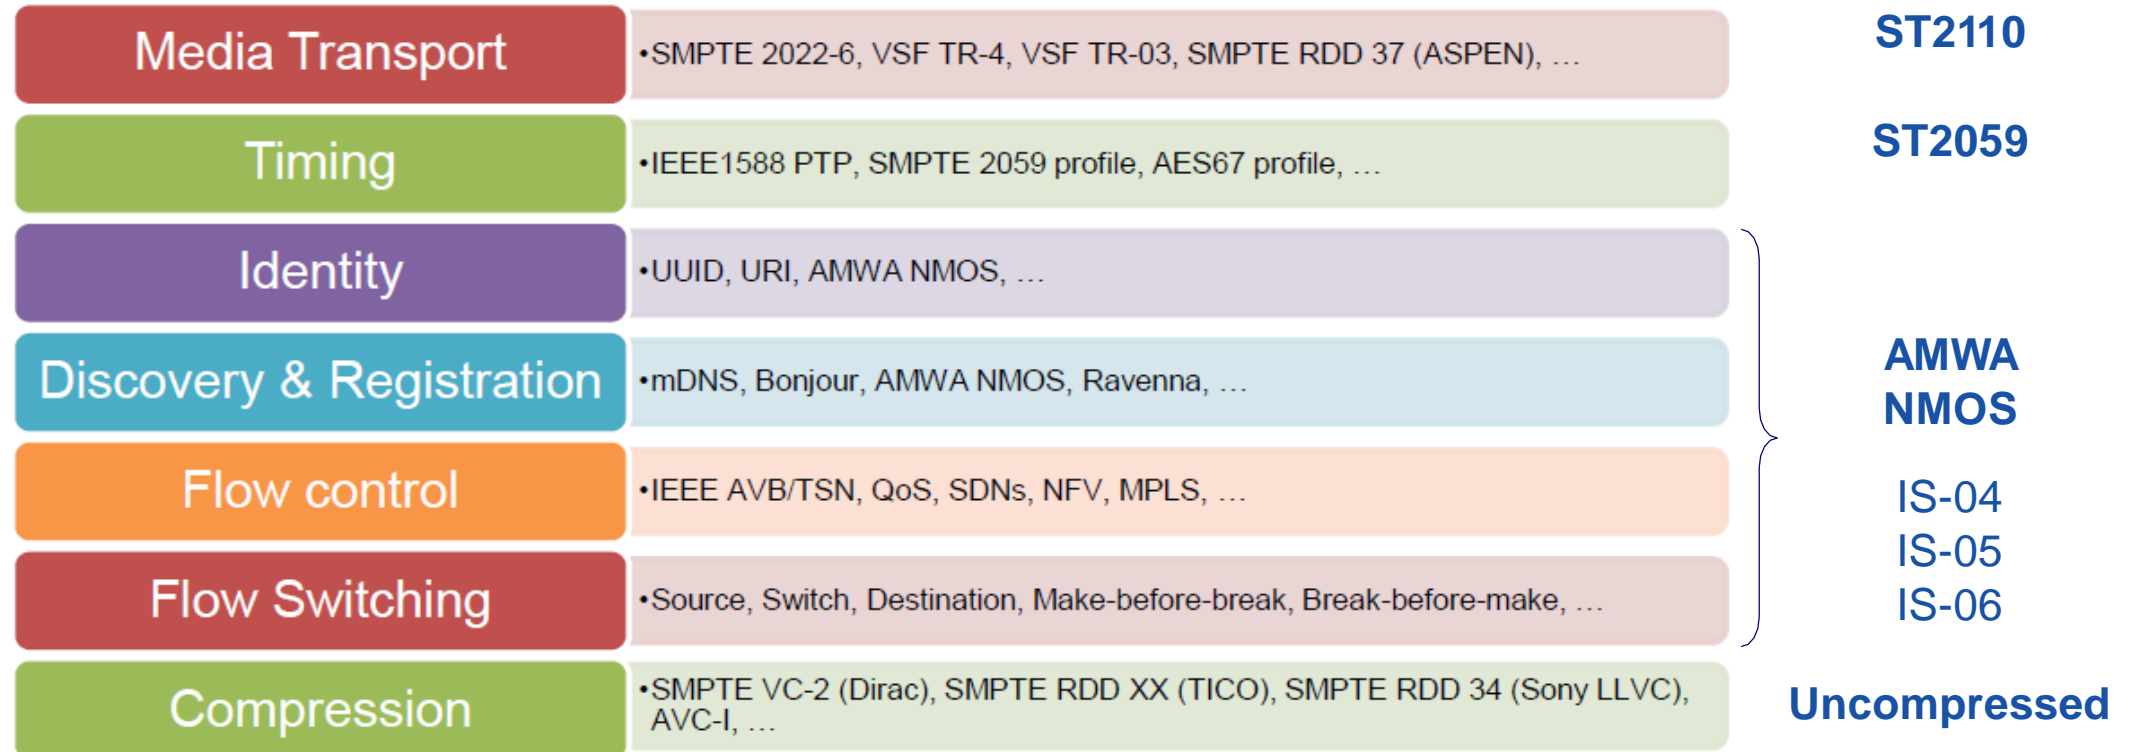 Media Transport
•SMPTE 2022-6, VSF TR-4, VSF TR-03, SMPTE RDD 37 (ASPEN), …
ST2110
Timing
•IEEE1588 PTP, SMPTE 2059 profile, AES67 profile, …
ST2059
Identity
•UUID, URI, AMWA NMOS, …
Discovery & Registration
•mDNS, Bonjour, AMWA NMOS, Ravenna, …
AMWA
NMOS
Flow control
•IEEE AVB/TSN, QoS, SDNs, NFV, MPLS, …
IS-04
IS-05
IS-06
Flow Switching
•Source, Switch, Destination, Make-before-break, Break-before-make, …
Compression
•SMPTE VC-2 (Dirac), SMPTE RDD XX (TICO), SMPTE RDD 34 (Sony LLVC),
AVC-I, …
Uncompressed